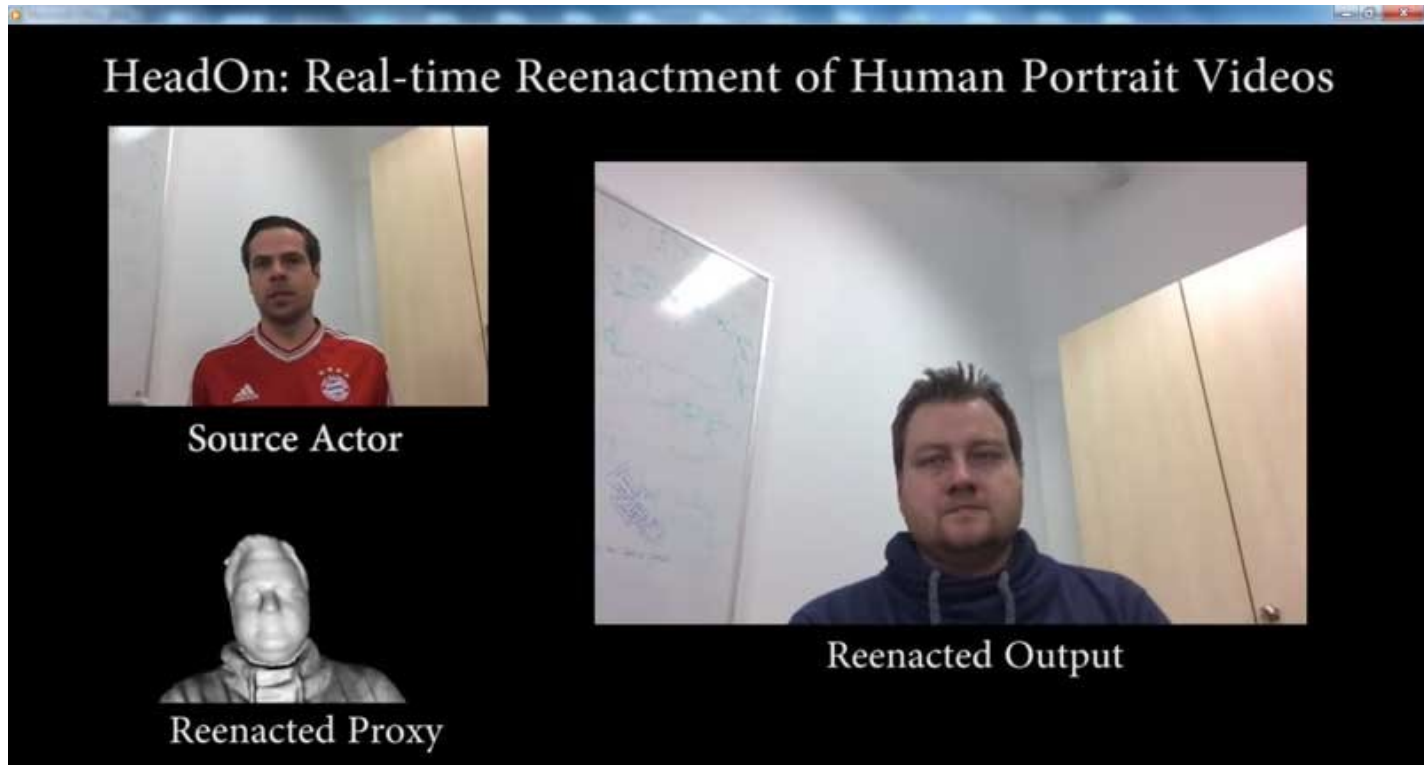 HeadOn: Real-time Reenactment of Human Portrait Videos
Source Actor
Reenacted Output
Reenacted Proxy